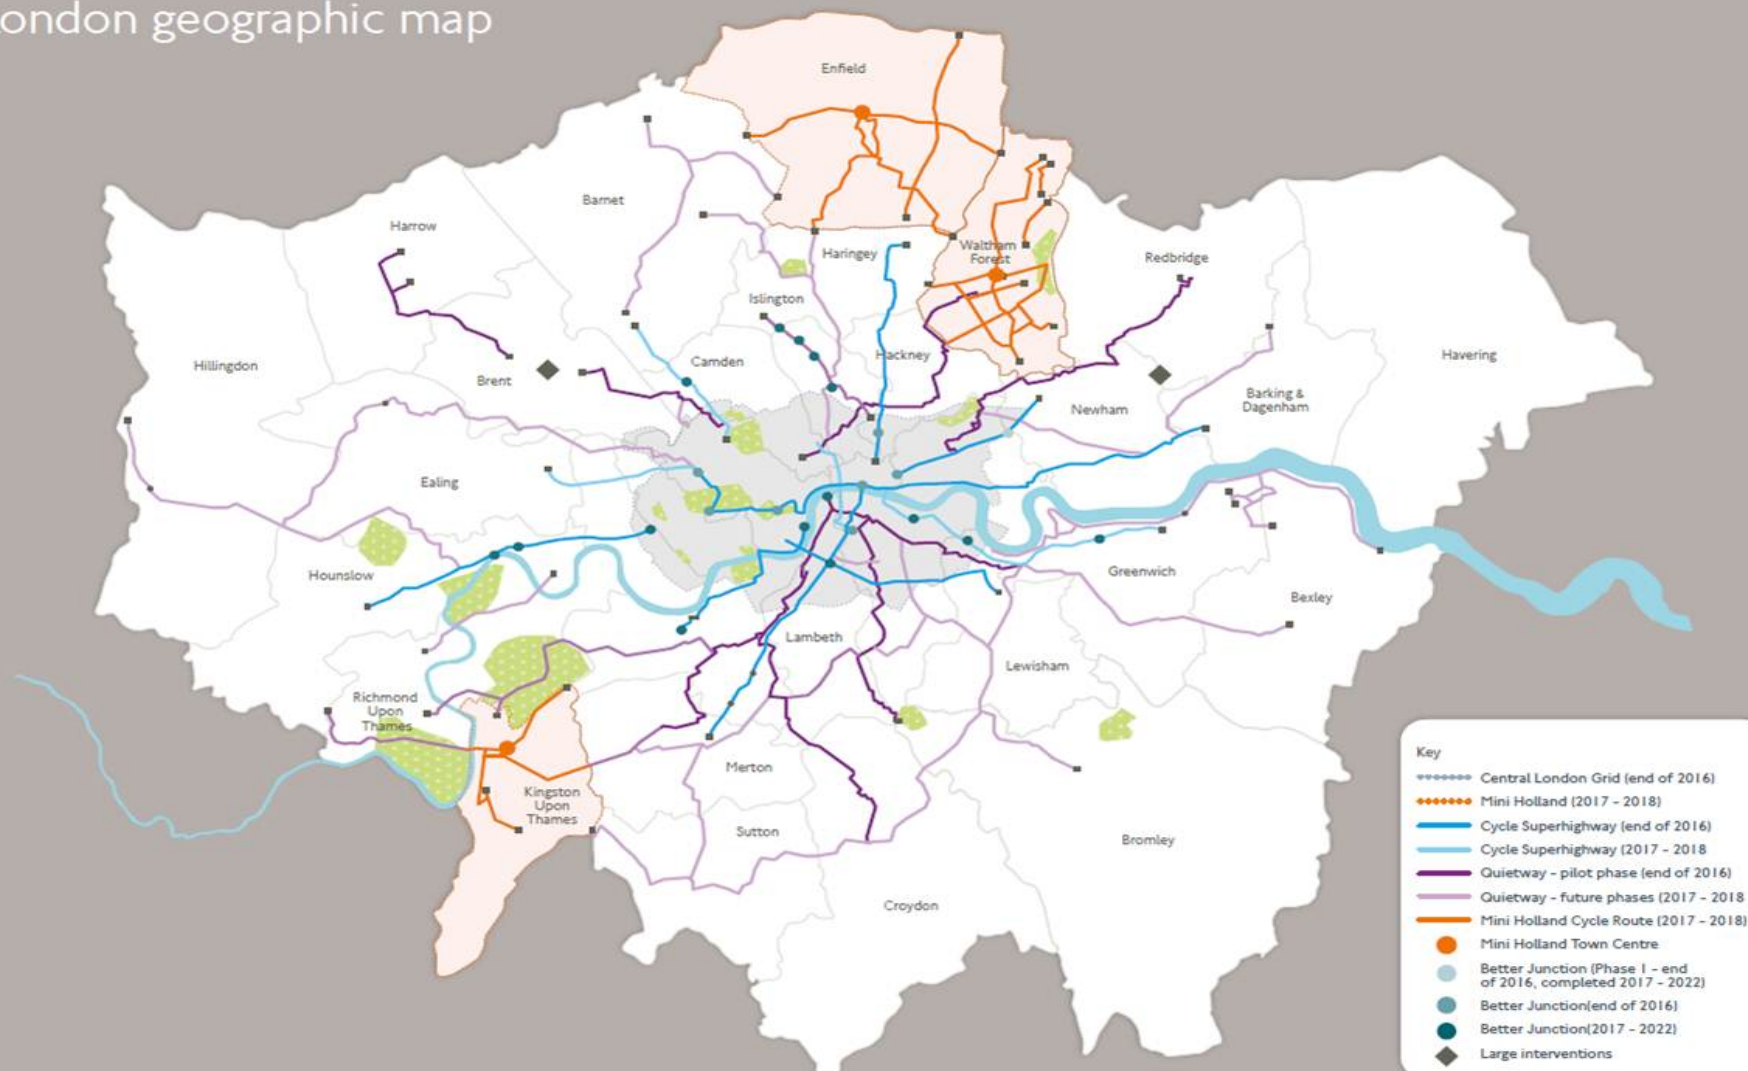 ondon geographic map
Enfield
Barnet
Harrow
Haringey
Waltham
Forest
Redbridge
Islington
Hillingdon
Brent
Camden
Hackney
Havering
Barking &
Dagenham
Newham
Ealing
Hounslow
Greenwich
Bexley
Lambeth
Lewisham
Richmond
Upon
Thames
Merton
Kingston
Upon
Thames
Sutton
Bromley
Croydon
Key
Central London Grid (end of 2016)
Mini Holland (2017 - 2018)
Cycle Superhighway (end of 2016)
Cycle Superhighway (2017 - 2018
Quietway - pilot phase (end of 2016)
Quietway - future phases (2017 - 2018
Mini Holland Cycle Route (2017 - 2018)
Mini Holland Town Centre
Better Junction (Phase 1 - end
of 2016, completed 2017 - 2022)
Better Junction(end of 2016)
Better Junction(2017 - 2022)
Large interventions